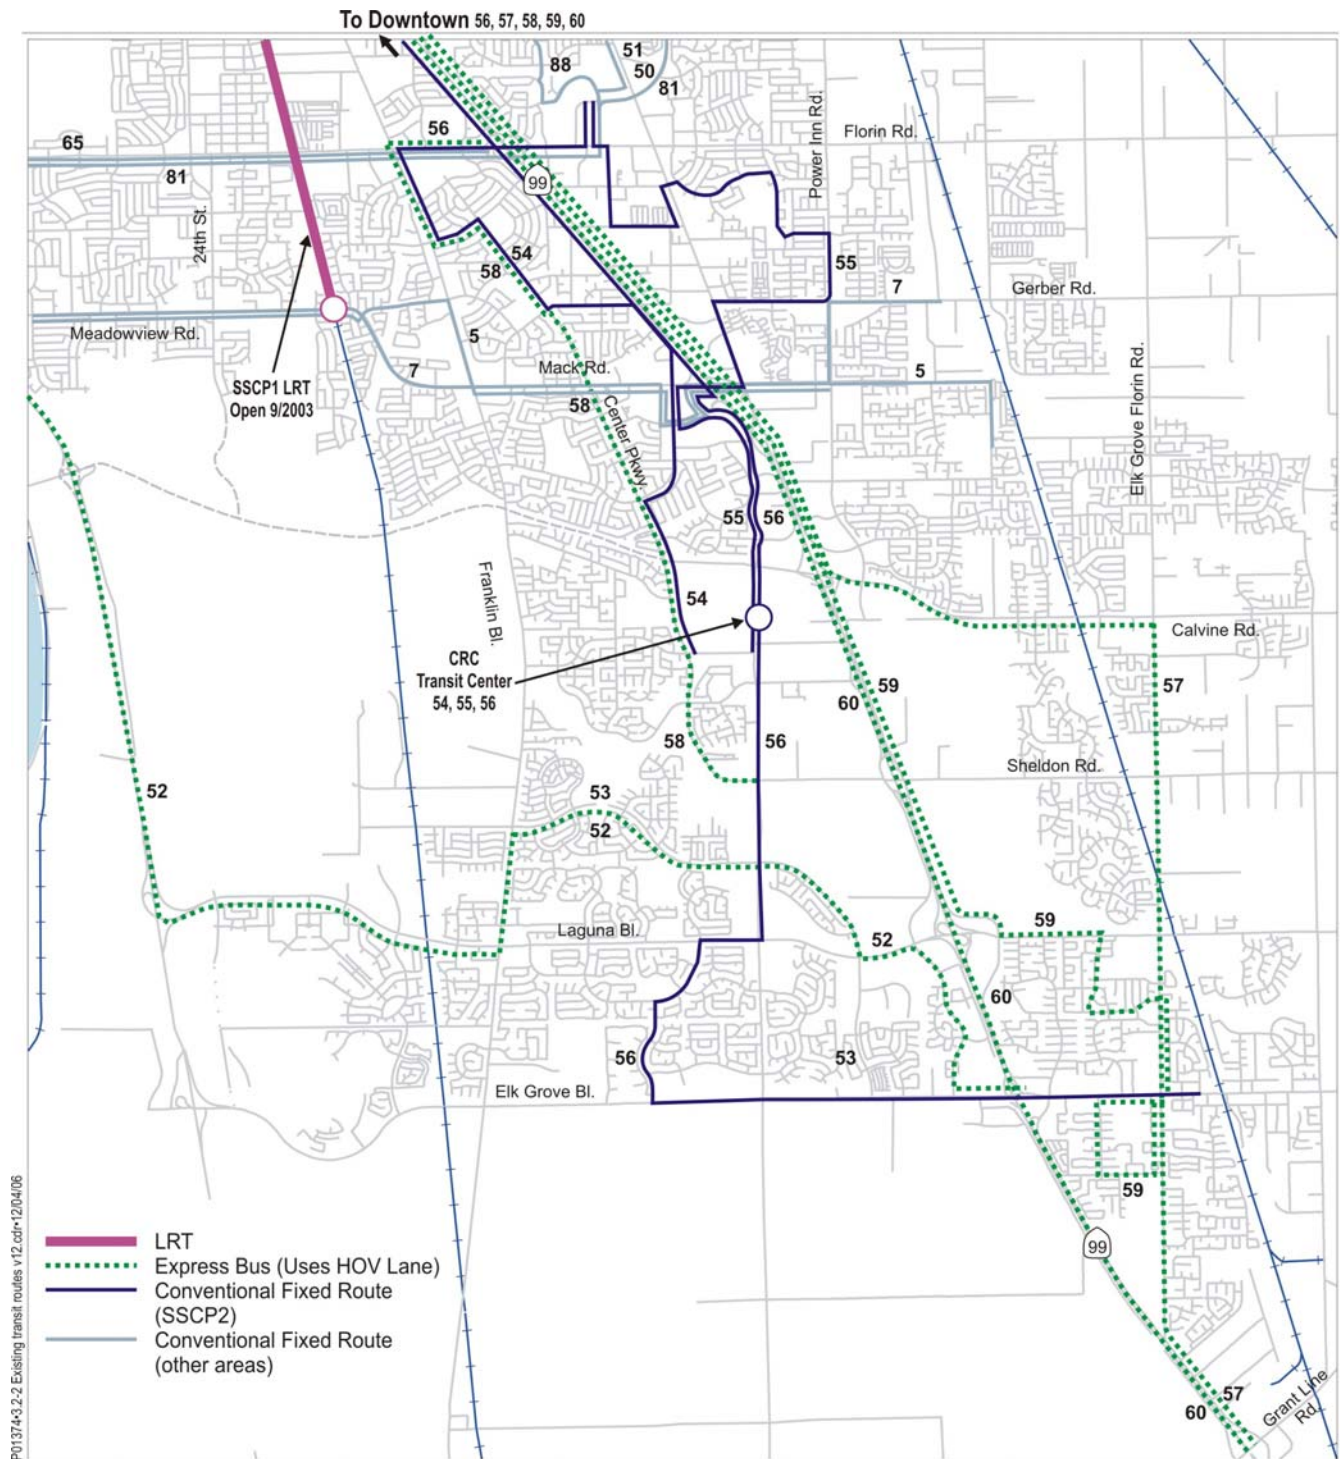 To Downtown 56, 57, 58, 59, 60
51
88
50
81
56
65
81
Florin Rd.
Power Inn Rd.
99
24th St.
54
58
55
7
Gerber Rd.
Meadowview Rd.
5
Mack Rd.
7
5
SSCP1 LRT
Open 9/2003
58
Center Pkwy.
Elk Grove Florin Rd.
55
56
Franklin Bl.
54
Calvine Rd.
CRC
Transit Center
54, 55, 56
59
60
57
58
56
Sheldon Rd.
52
53
52
Laguna Bl.
52
59
60
56
53
Elk Grove Bl.
59
99
LRT
Express Bus (Uses HOV Lane)
Conventional Fixed Route
(SSCP2)
Conventional Fixed Route
(other areas)
57
60
Grant Line
Rd.
P01374•3.2-2 Existing transit routes v12.cdr•12/04/06